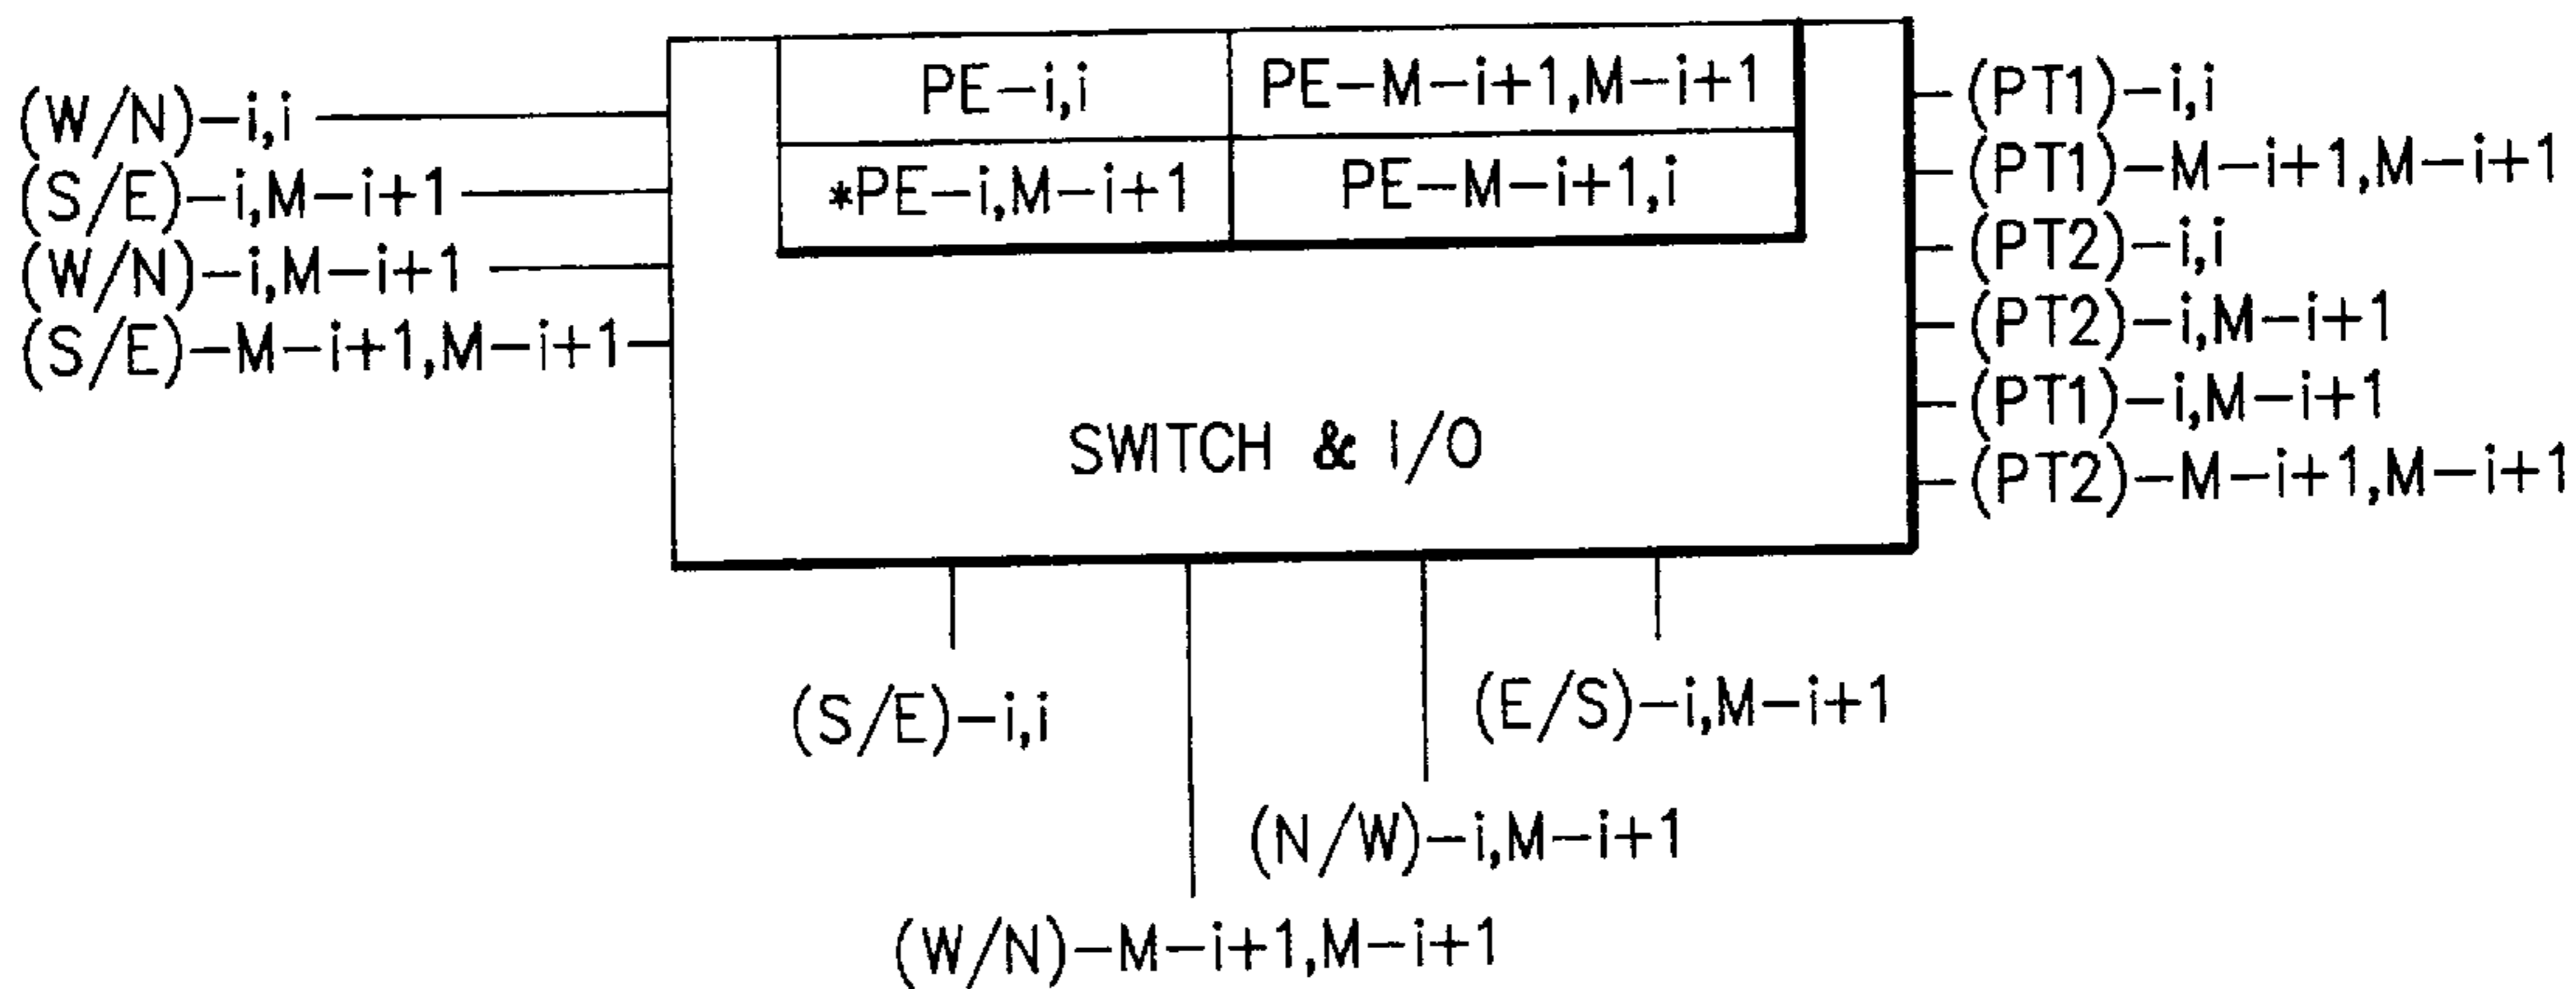 PE-i,i
PE-M-i+1,M-i+1
*PE-i,M-i+1
PE-M-i+1,i
(W/N)-i,i
(S/E)-i,M-i+1
(W/N)-i,M-i+1
(S/E)-M-i+1,M-i+1
SWITCH & I/O
(PT1)-i,i
(PT1)-M-i+1,M-i+1
(PT2)-i,i
(PT2)-i,M-i+1
(PT1)-i,M-i+1
(PT2)-M-i+1,M-i+1
(S/E)-i,i
(E/S)-i,M-i+1
(N/W)-i,M-i+1
(W/N)-M-i+1,M-i+1